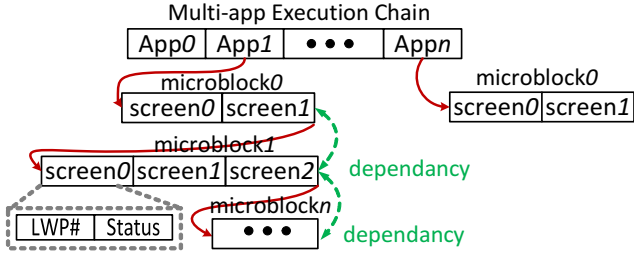 Multi-app Execution Chain
App0 App1 ••• Appn
microblock0
screen0 screen1
microblock0
screen0 screen1
microblock1
screen0 screen1 screen2
dependancy
LWP# Status
microblockn
•••
dependancy